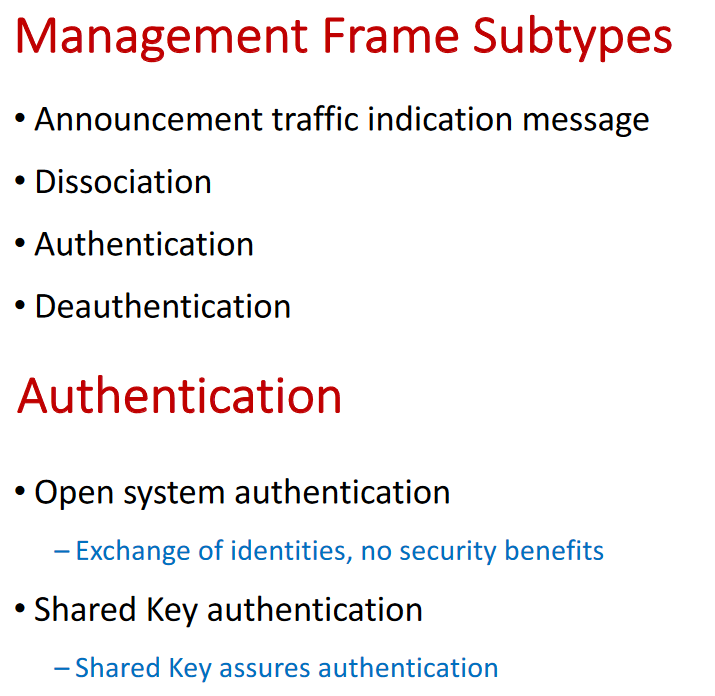 Management Frame Subtypes
• Announcement traffic indication message
• Dissociation
• Authentication
• Deauthentication
Authentication
• Open system authentication
– Exchange of identities, no security benefits
• Shared Key authentication
– Shared Key assures authentication